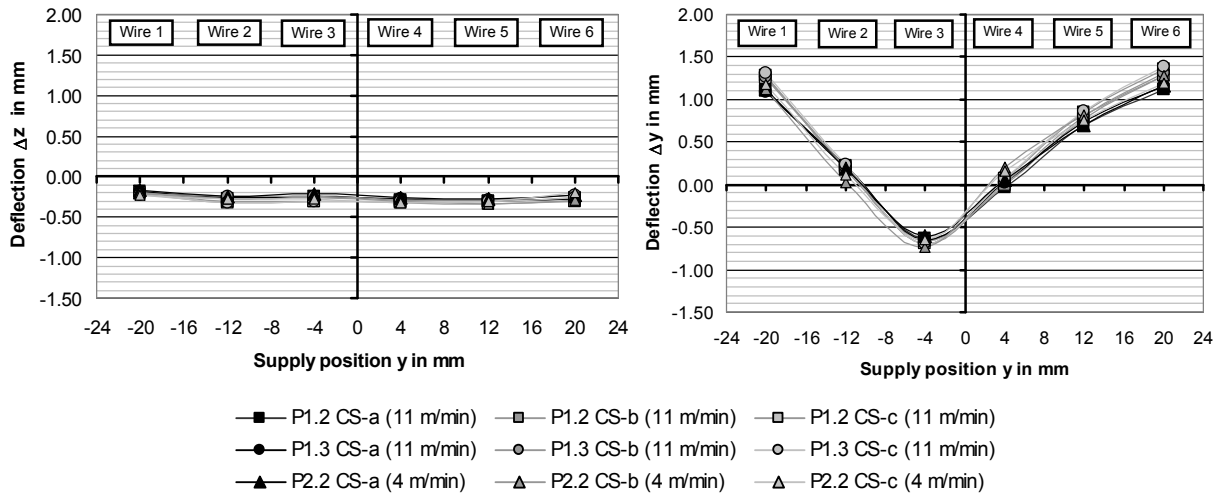 2.00
Wire 1 Wire 2 Wire 3 Wire 4 Wire 5 Wire 6
1.50
1.00
0.50
0.00
-0.50
-1.00
-1.50
-24 -20 -16 -12 -8 -4 0 4 8 12 16 20 24
Deflection Δz in mm
Supply position y in mm
2.00
Wire 1 Wire 2 Wire 3 Wire 4 Wire 5 Wire 6
1.50
1.00
0.50
0.00
-0.50
-1.00
-1.50
-24 -20 -16 -12 -8 -4 0 4 8 12 16 20 24
Deflection Δy in mm
Supply position y in mm
P1.2 CS-a (11 m/min) P1.2 CS-b (11 m/min) P1.2 CS-c (11 m/min)
P1.3 CS-a (11 m/min) P1.3 CS-b (11 m/min) P1.3 CS-c (11 m/min)
P2.2 CS-a (4 m/min) P2.2 CS-b (4 m/min) P2.2 CS-c (4 m/min)